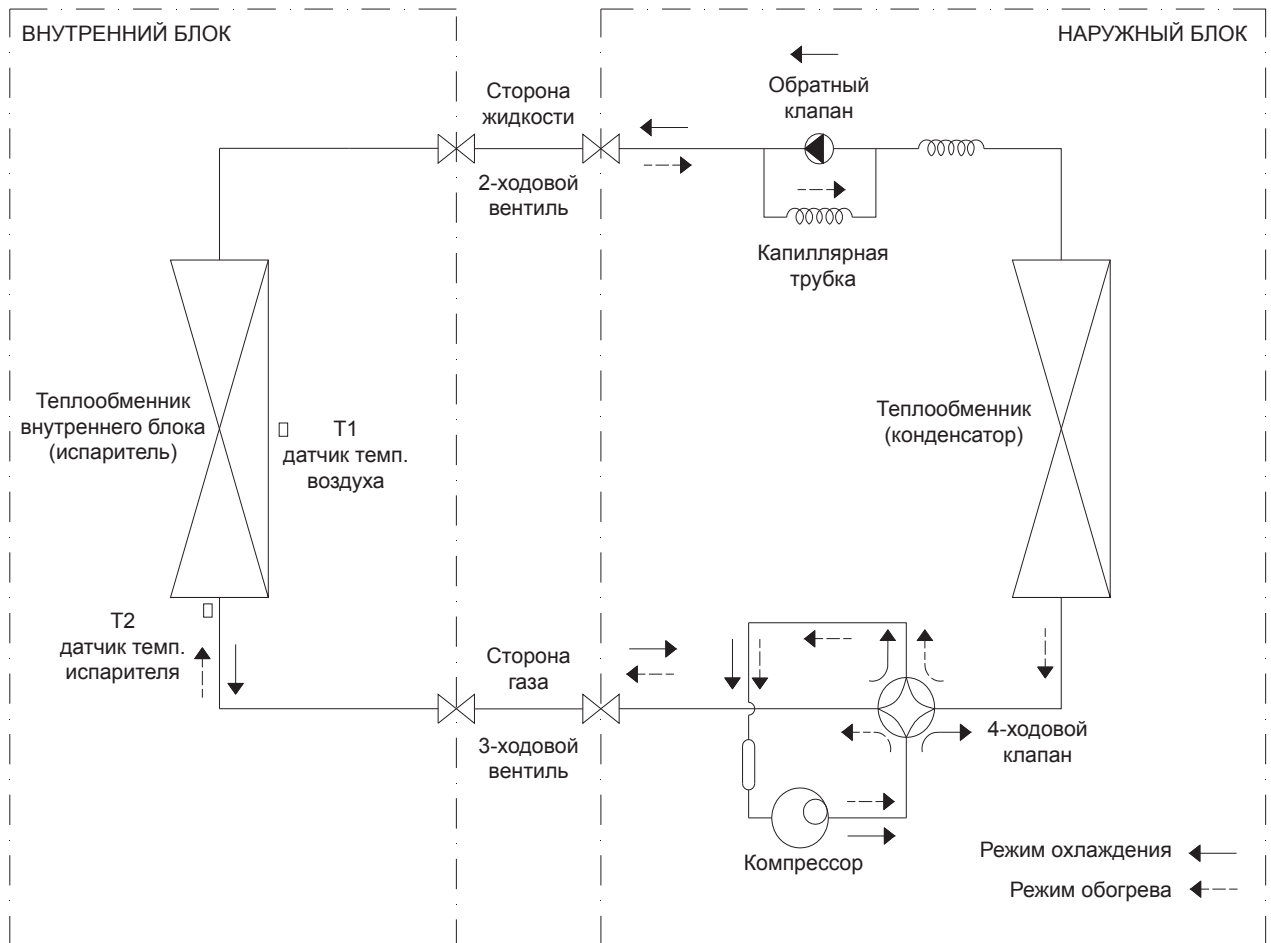 ВНУТРЕННИЙ БЛОК
НАРУЖНЫЙ БЛОК
Сторона
жидкости
Обратный
клапан
2-ходовой
вентиль
Капиллярная
трубка
Теплообменник
внутреннего блока
(испаритель)
T1
датчик темп.
воздуха
Теплообменник
(конденсатор)
T2
датчик темп.
испарителя
Сторона
газа
3-ходовой
вентиль
4-ходовой
клапан
Компрессор
Режим охлаждения
Режим обогрева